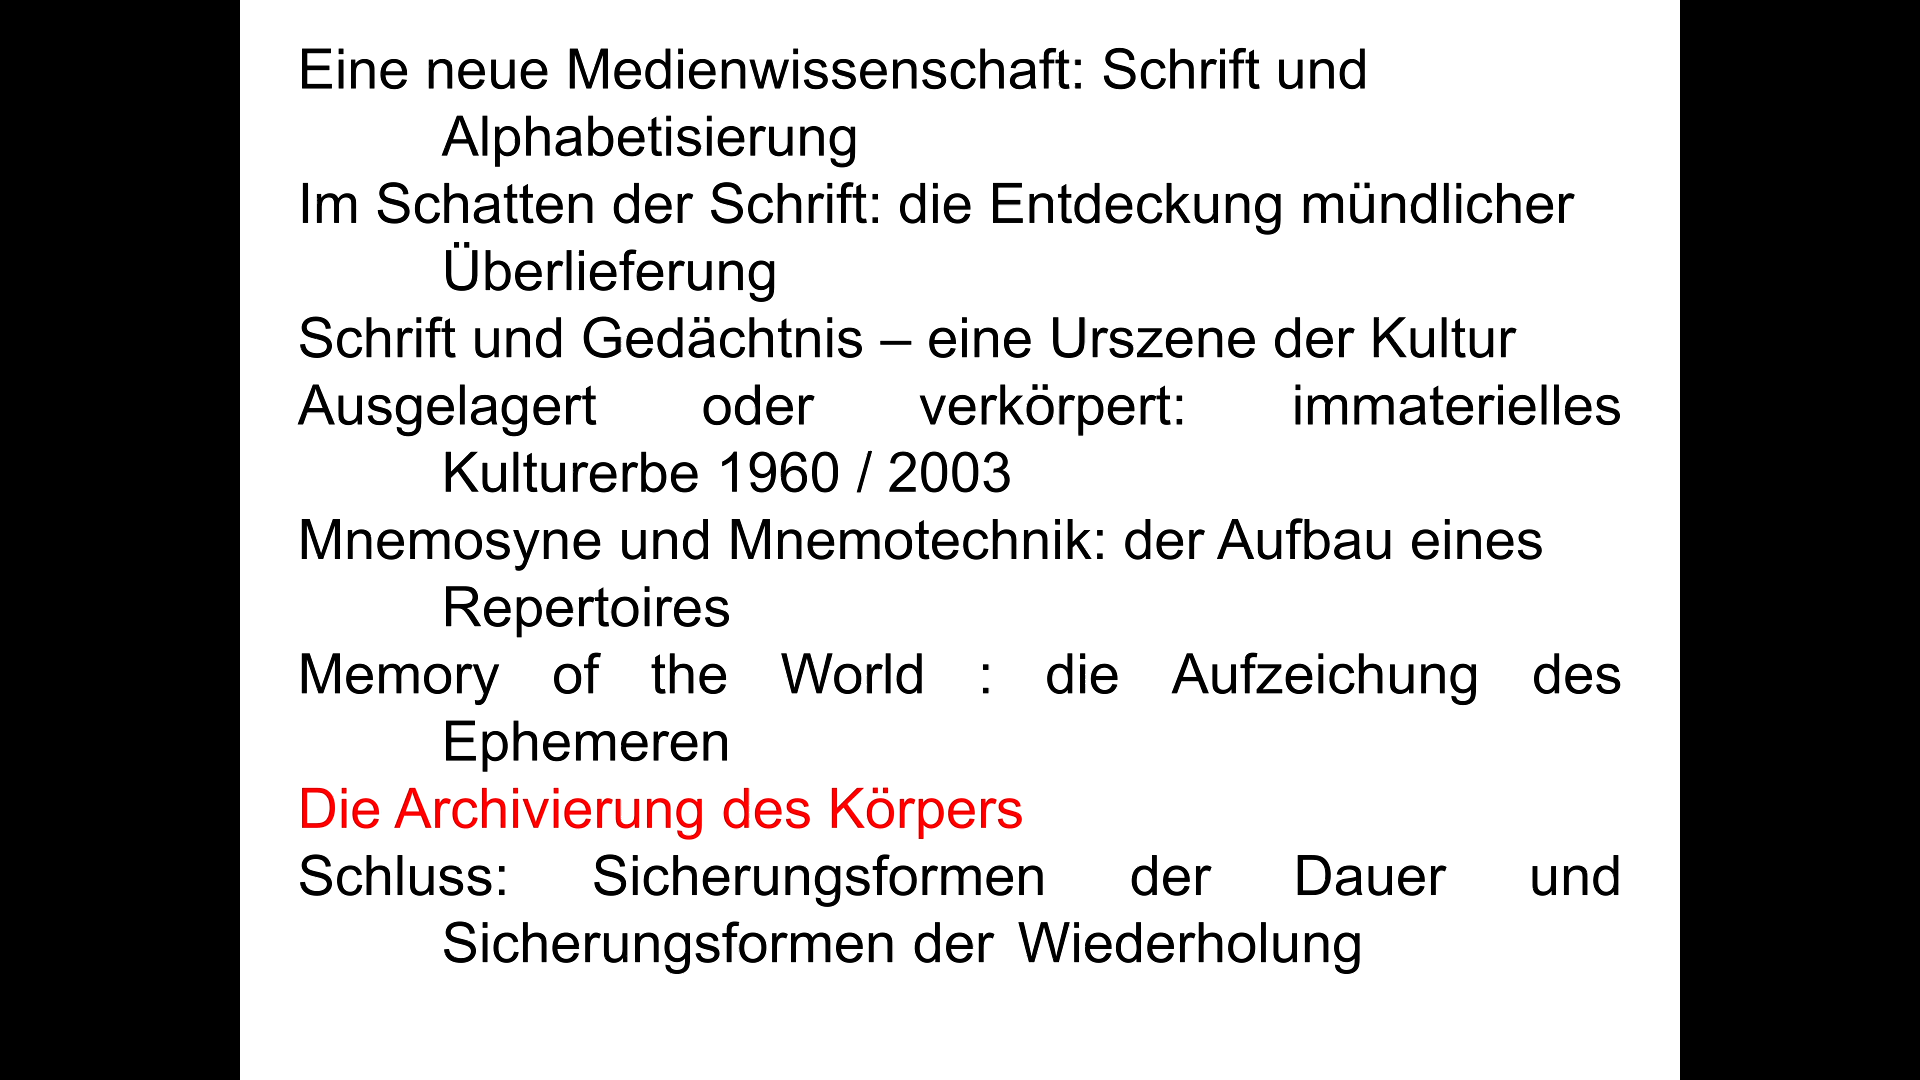 Eine neue Medienwissenschaft: Schrift und
Alphabetisierung
Im Schatten der Schrift: die Entdeckung mündlicher
Überlieferung
Schrift und Gedächtnis – eine Urszene der Kultur
Ausgelagert oder verkörpert: immaterielles
Kulturerbe 1960 / 2003
Mnemosyne und Mnemotechnik: der Aufbau eines
Repertoires
Memory of the World : die Aufzeichung des
Ephemeren
Die Archivierung des Körpers
Schluss: Sicherungsformen der Dauer und
Sicherungsformen der Wiederholung